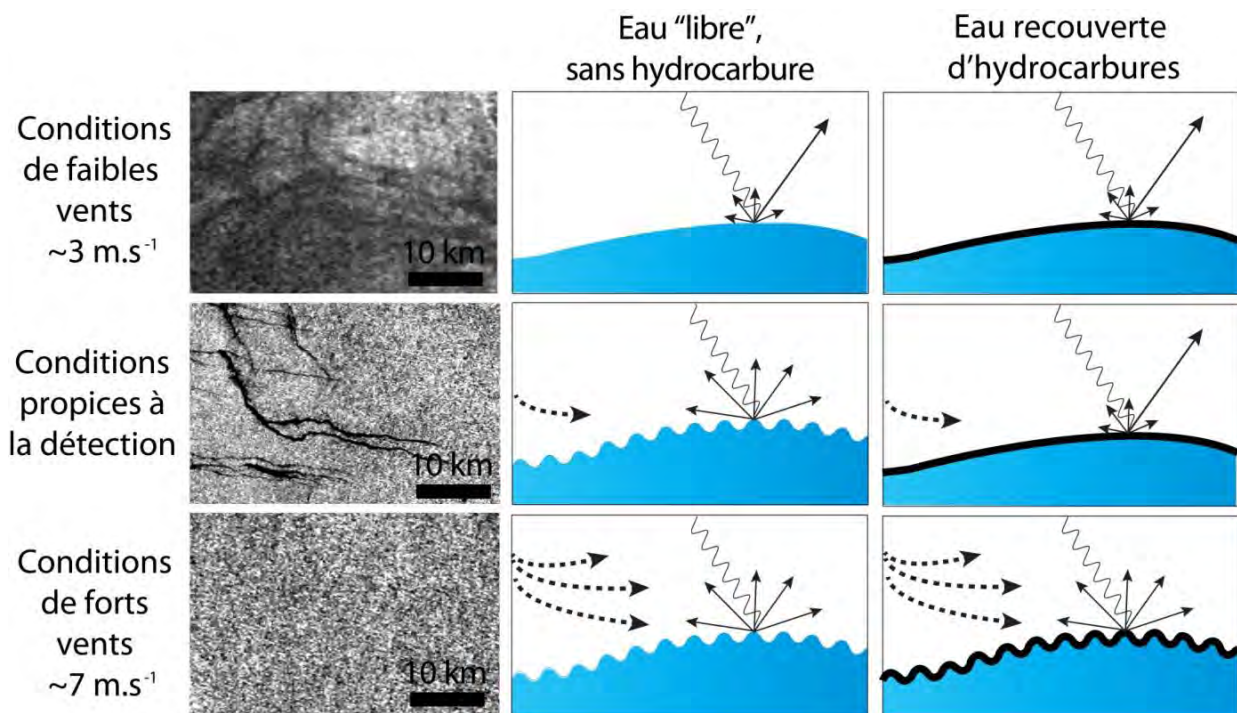 Eau “libre”,
sans hydrocarbure
Eau recouverte
d’hydrocarbures
Conditions
de faibles
vents
~3 m.s⁻¹
10 km
Conditions
propices à
la détection
10 km
Conditions
de forts
vents
~7 m.s⁻¹
10 km